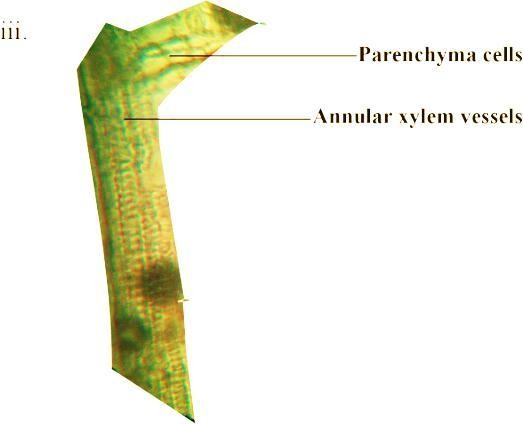 iii.
Parenchyma cells
Annular xylem vessels